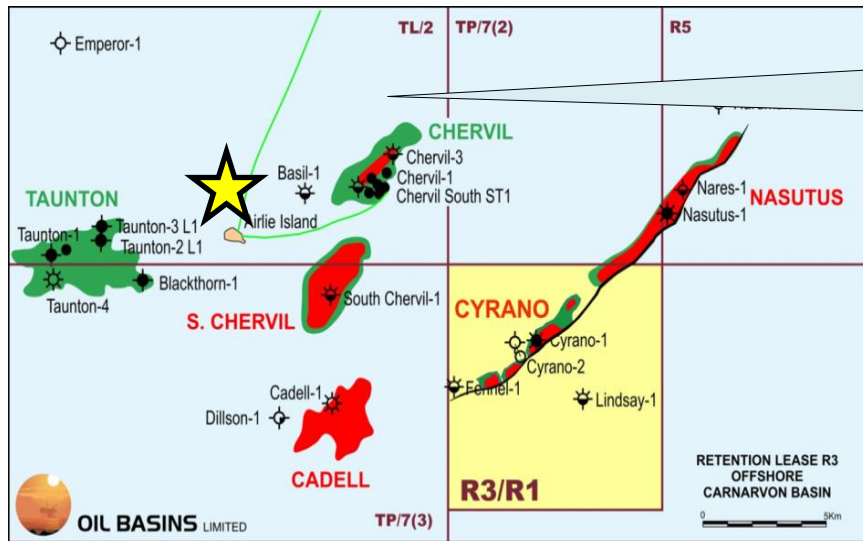 TL/2
TP/7(2)
R5
Emperor-1
CHERVIL
Chervil-3
Basil-1
Chervil-1
Chervil South ST1
Nares-1
NASUTUS
Nasutus-1
TAUNTON
Airlie Island
Taunton-3 L1
Taunton-1
Taunton-2 L1
Blackthorn-1
Taunton-4
South Chervil-1
S. CHERVIL
CYRANO
Cyrano-1
Cyrano-2
Fennel-1
Lindsay-1
Cadell-1
Dillson-1
CADELL
R3/R1
RETENTION LEASE R3
OFFSHORE
CARNARVON BASIN
0 5Km
OIL BASINS LIMITED
TP/7(3)